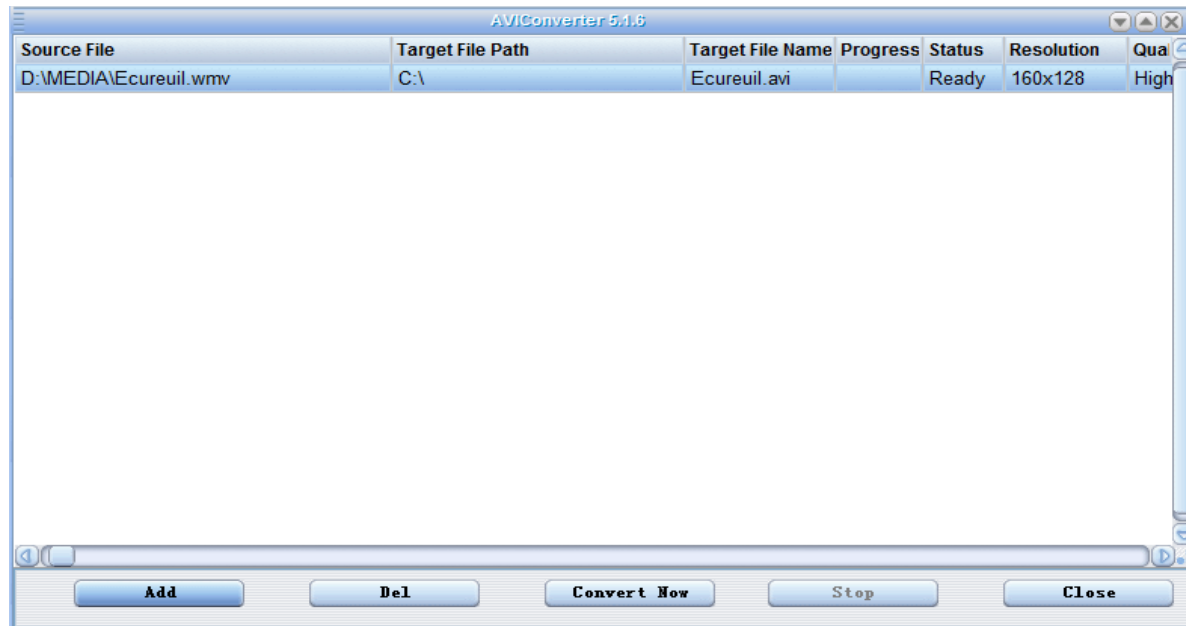 AVIConverter 5.1.6
Source File Target File Path Target File Name Progress Status Resolution Qual
D:\MEDIA\Ecureuil.wmv C:\ Ecureuil.avi Ready 160x128 High
Add Del Convert Now Stop Close